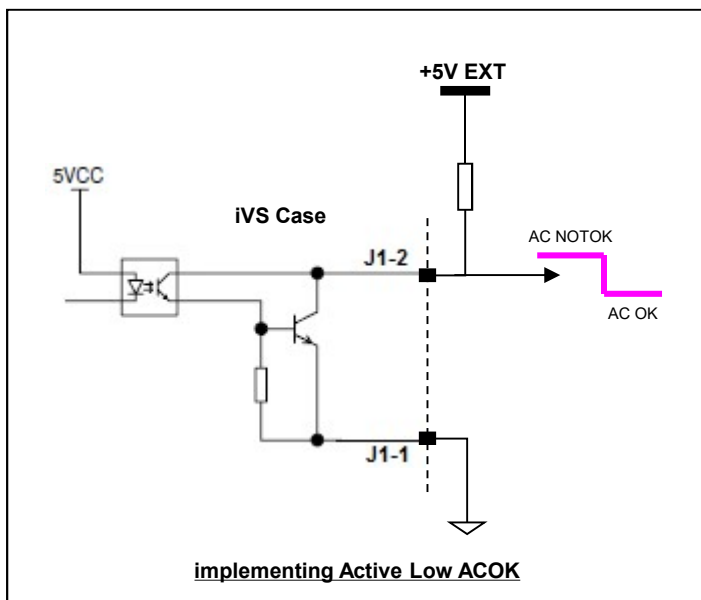 +5V EXT
5VCC
iVS Case
J1-2
AC NOTOK
AC OK
J1-1
implementing Active Low ACOK